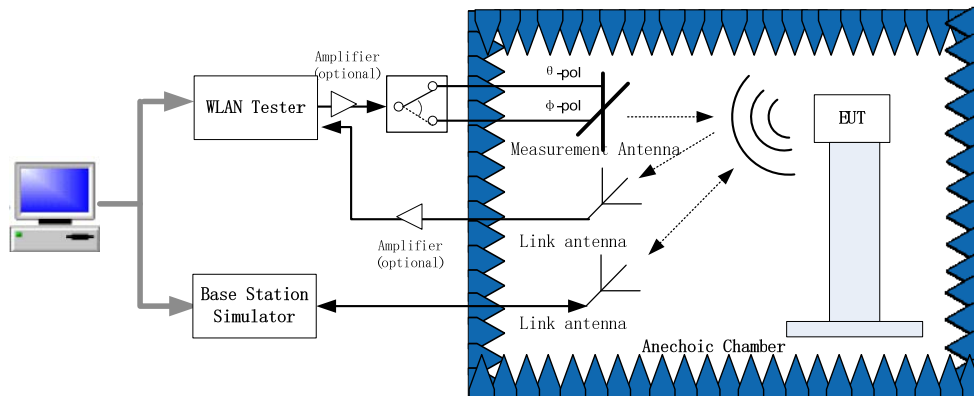 Amplifier
(optional)
θ-pol
WLAN Tester
ϕ-pol
EUT
Measurement Antenna
Link antenna
Amplifier
(optional)
Base Station
Simulator
Link antenna
Anechoic Chamber